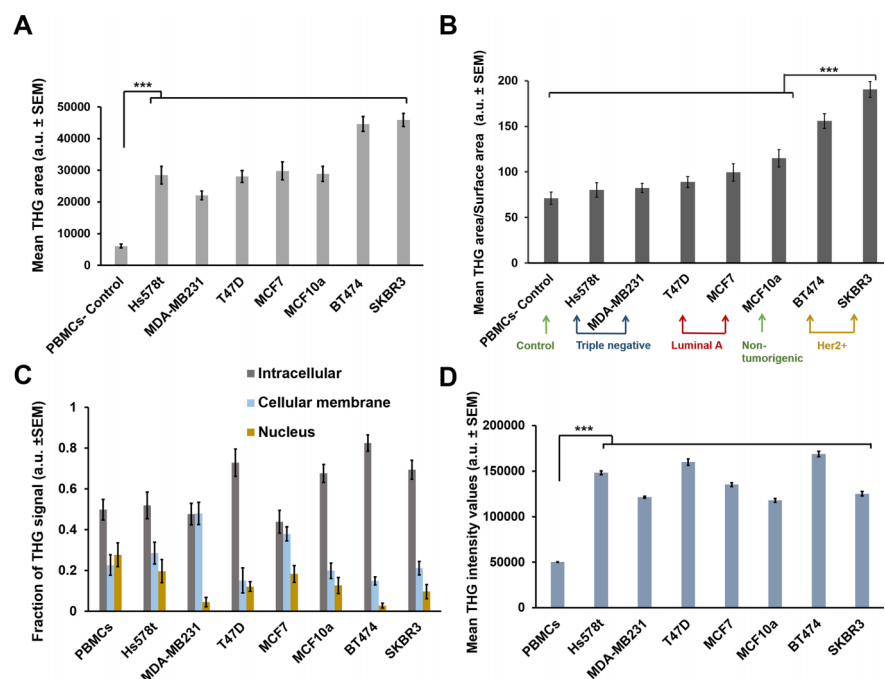 A
Mean THG area (a.u. ± SEM)
50000
40000
30000
20000
10000
0
***
PBMCs- Control
Hs578t
MDA-MB231
T47D
MCF7
MCF10a
BT474
SKBR3
B
Mean THG area/Surface area (a.u. ± SEM)
200
150
100
50
0
***
PBMCs- Control
Hs578t
MDA-MB231
T47D
MCF7
MCF10a
BT474
SKBR3
Control
Triple negative
Luminal A
Non-
tumorigenic
Her2+
C
Intracellular
Cellular membrane
Nucleus
Fraction of THG signal (a.u. ±SEM)
1
0.8
0.6
0.4
0.2
0
PBMCs
Hs578t
MDA-MB231
T47D
MCF7
MCF10a
BT474
SKBR3
D
Mean THG intensity values (a.u. ± SEM)
200000
150000
100000
50000
0
***
PBMCs
Hs578t
MDA-MB231
T47D
MCF7
MCF10a
BT474
SKBR3